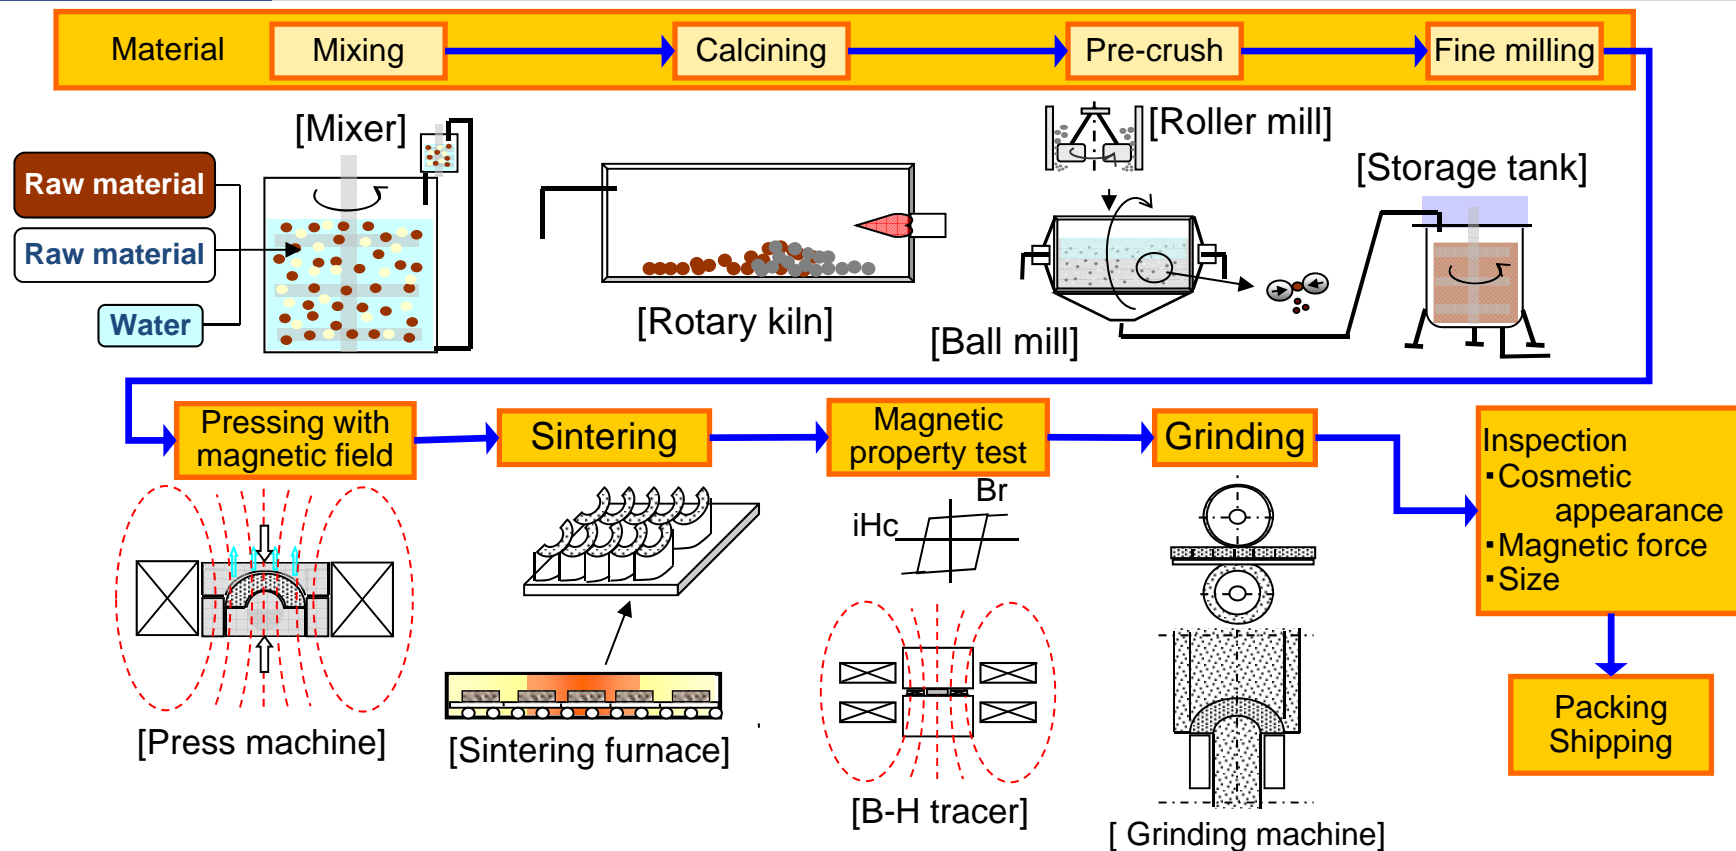 Material
Mixing
Calcining
Pre-crush
Fine milling
[Mixer]
[Roller mill]
[Storage tank]
Raw material
Raw material
Water
[Rotary kiln]
[Ball mill]
Pressing with
magnetic field
Sintering
Magnetic
property test
Grinding
Inspection
・Cosmetic
appearance
・Magnetic force
・Size
Br
iHc
Packing
Shipping
[Press machine]
[Sintering furnace]
[B-H tracer]
[ Grinding machine]